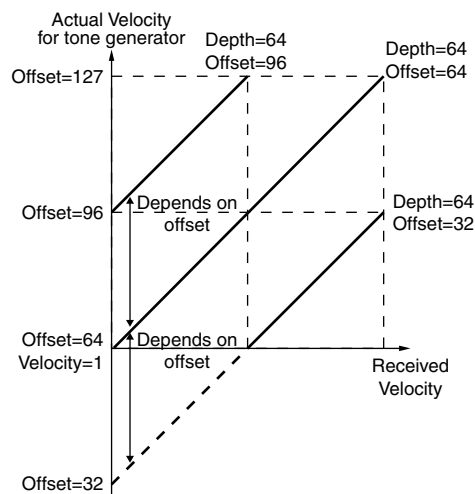 Actual Velocity
for tone generator
Depth=64
Offset=96
Depth=64
Offset=64
Offset=127
Depth=64
Offset=32
Offset=96
Depends on
offset
Offset=64
Velocity=1
Depends on
offset
Received
Velocity
Offset=32